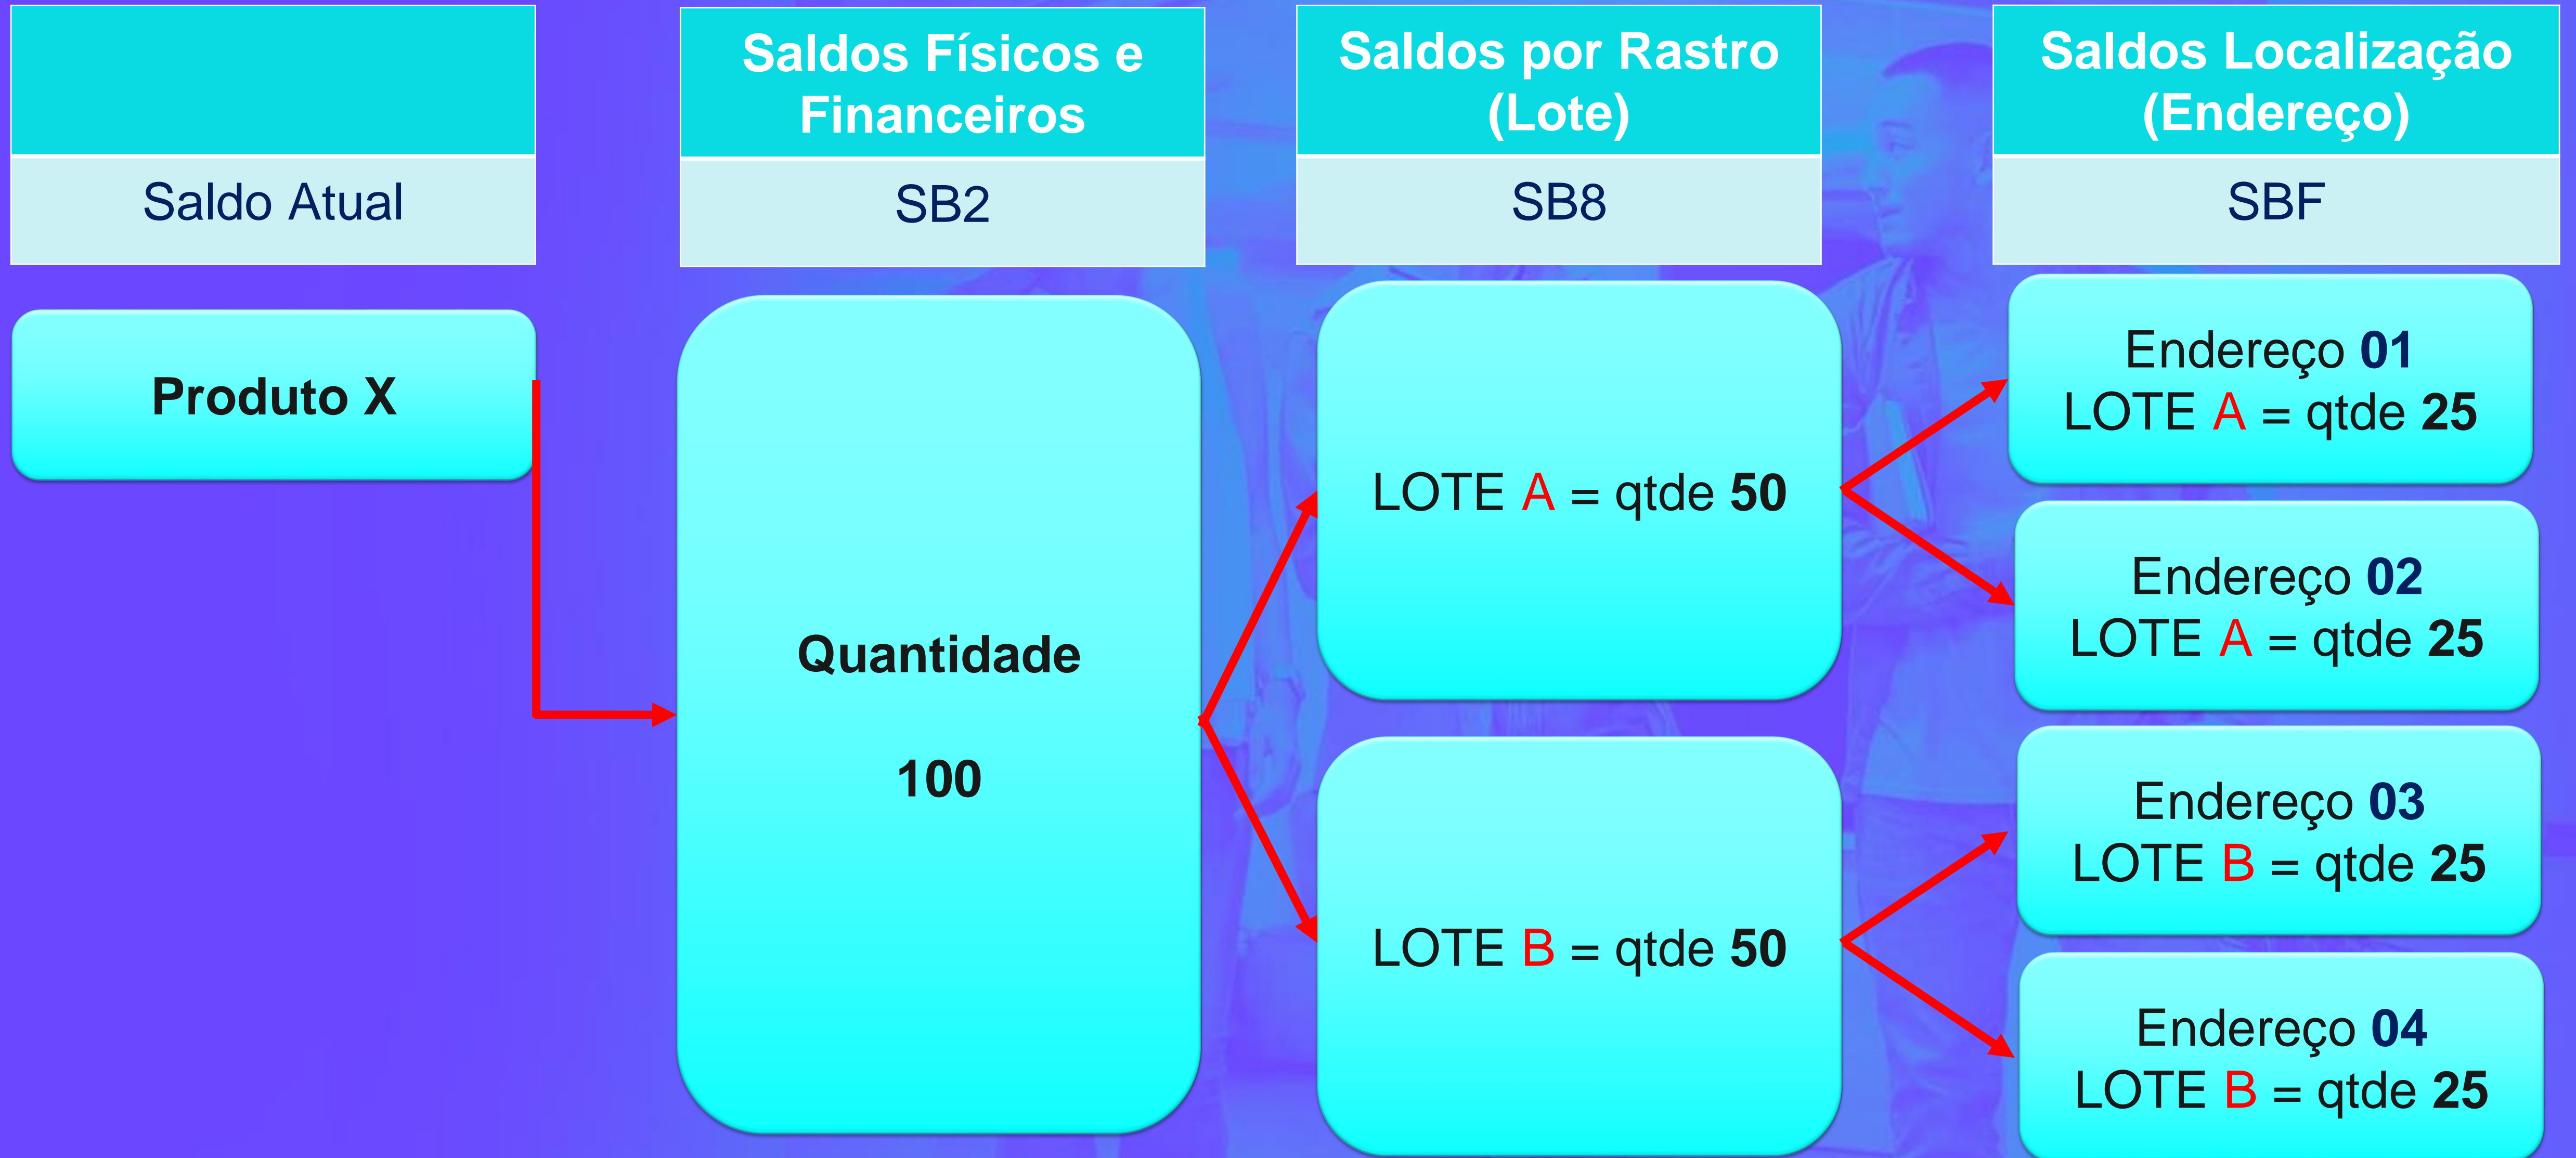 Saldos Físicos e
Financeiros
Saldos por Rastro
(Lote)
Saldos Localização
(Endereço)
Saldo Atual
SB2
SB8
SBF
Produto X
Quantidade
100
LOTE A = qtde 50
LOTE B = qtde 50
Endereço 01
LOTE A = qtde 25
Endereço 02
LOTE A = qtde 25
Endereço 03
LOTE B = qtde 25
Endereço 04
LOTE B = qtde 25